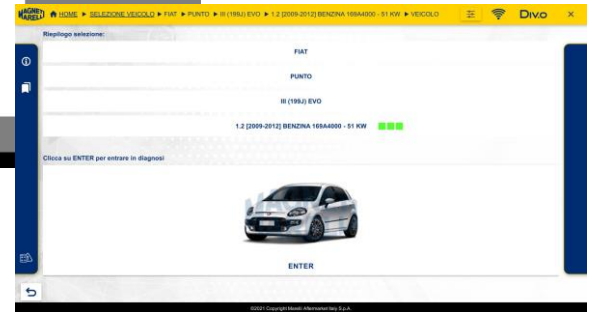 MAGNETI MARELLI HOME ▶ SELEZIONE VEICOLO ▶ FIAT ▶ PUNTO ▶ III (199J) EVO ▶ 1.2 [2009-2012] BENZINA 169A4000 - 51 KW ▶ VEICOLO DIV.O ×
Riepilogo selezione:
FIAT
PUNTO
III (199J) EVO
1.2 [2009-2012] BENZINA 169A4000 - 51 KW
Clicca su ENTER per entrare in diagnosi
ENTER
©2021 Copyright Marelli Aftermarket Italy S.p.A.